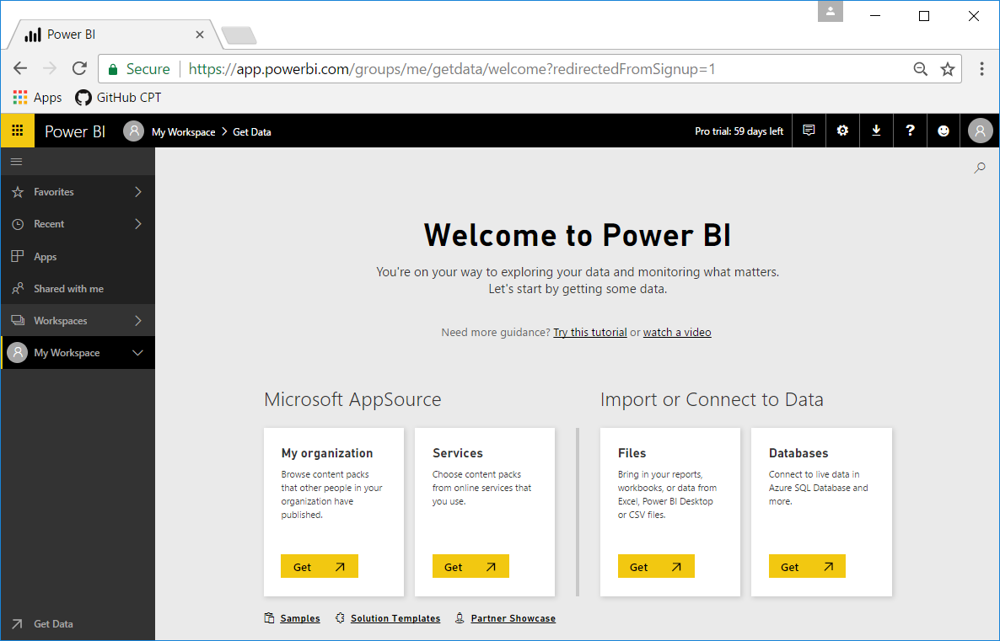 Power BI
Secure https://app.powerbi.com/groups/me/getdata/welcome?redirectedFromSignup=1
Apps GitHub CPT
Power BI My Workspace > Get Data Pro trial: 59 days left ?
Favorites
Recent
Apps
Shared with me
Workspaces
My Workspace
Get Data
Welcome to Power BI
You're on your way to exploring your data and monitoring what matters.
Let's start by getting some data.
Need more guidance? Try this tutorial or watch a video
Microsoft AppSource
My organization
Browse content packs
that other people in your
organization have
published.
Get
Services
Choose content packs
from online services that
you use.
Get
Import or Connect to Data
Files
Bring in your reports,
workbooks, or data from
Excel, Power BI Desktop
or CSV files.
Get
Databases
Connect to live data in
Azure SQL Database and
more.
Get
Samples Solution Templates Partner Showcase